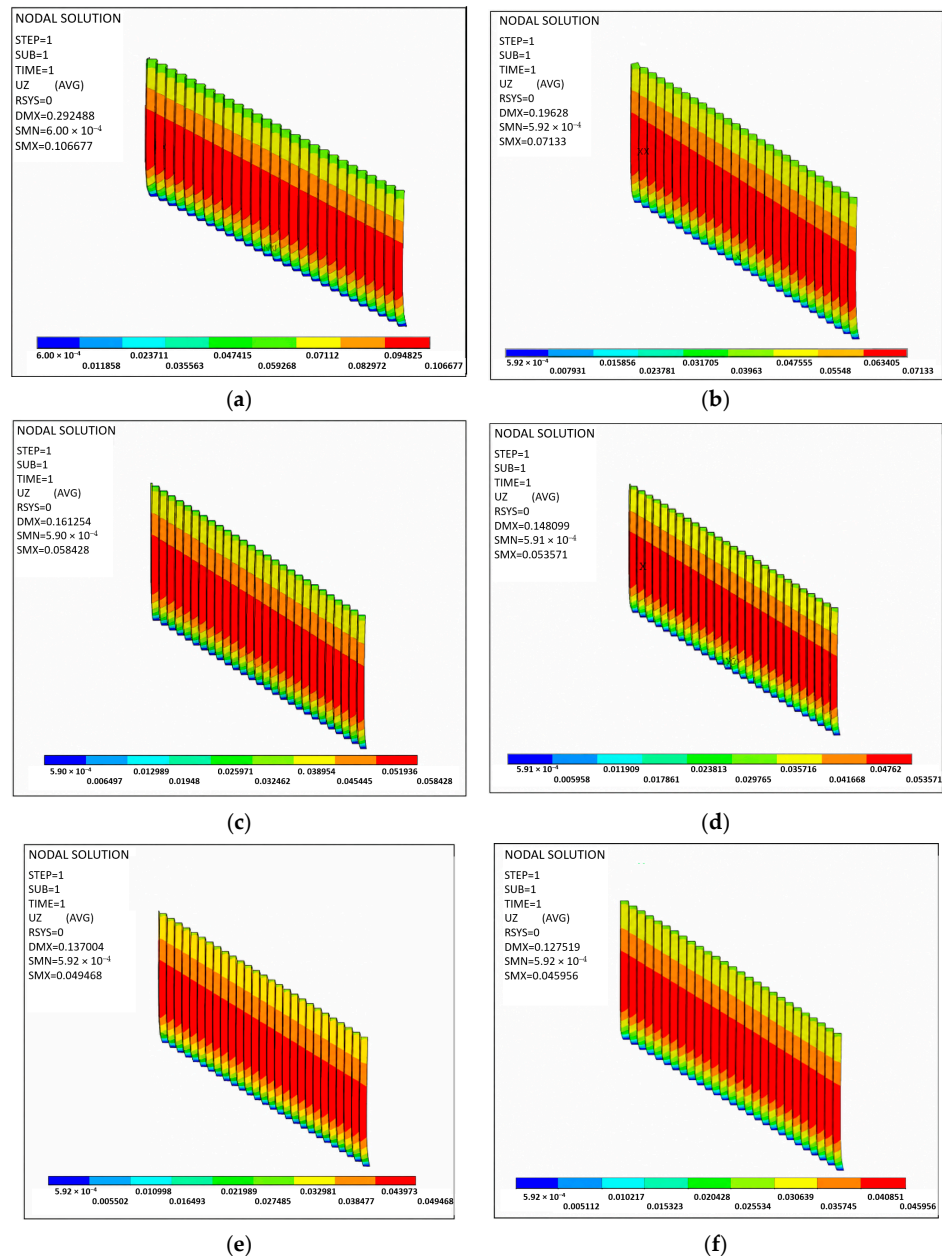 NODAL SOLUTION
STEP=1
SUB=1
TIME=1
UZ (AVG)
RSYS=0
DMX=0.292488
SMN=6.00 × 10⁻⁴
SMX=0.106677
6.00 × 10⁻⁴ 0.023711 0.047415 0.07112 0.094825
0.011858 0.035563 0.059268 0.082972 0.106677
(a)
NODAL SOLUTION
STEP=1
SUB=1
TIME=1
UZ (AVG)
RSYS=0
DMX=0.19628
SMN=5.92 × 10⁻⁴
SMX=0.07133
XX
5.92 × 10⁻⁴ 0.015856 0.031705 0.047555 0.063405
0.007931 0.023781 0.03963 0.05548 0.07133
(b)
NODAL SOLUTION
STEP=1
SUB=1
TIME=1
UZ (AVG)
RSYS=0
DMX=0.161254
SMN=5.90 × 10⁻⁴
SMX=0.058428
5.90 × 10⁻⁴ 0.012989 0.025971 0.038954 0.051936
0.006497 0.01948 0.032462 0.045445 0.058428
(c)
NODAL SOLUTION
STEP=1
SUB=1
TIME=1
UZ (AVG)
RSYS=0
DMX=0.148099
SMN=5.91 × 10⁻⁴
SMX=0.053571
X
5.91 × 10⁻⁴ 0.011909 0.023813 0.035716 0.04762
0.005958 0.017861 0.029765 0.041668 0.053571
(d)
NODAL SOLUTION
STEP=1
SUB=1
TIME=1
UZ (AVG)
RSYS=0
DMX=0.137004
SMN=5.92 × 10⁻⁴
SMX=0.049468
5.92 × 10⁻⁴ 0.010998 0.021989 0.032981 0.043973
0.005502 0.016493 0.027485 0.038477 0.049468
(e)
NODAL SOLUTION
STEP=1
SUB=1
TIME=1
UZ (AVG)
RSYS=0
DMX=0.127519
SMN=5.92 × 10⁻⁴
SMX=0.045956
5.92 × 10⁻⁴ 0.010217 0.020428 0.030639 0.040851
0.005112 0.015323 0.025534 0.035745 0.045956
(f)